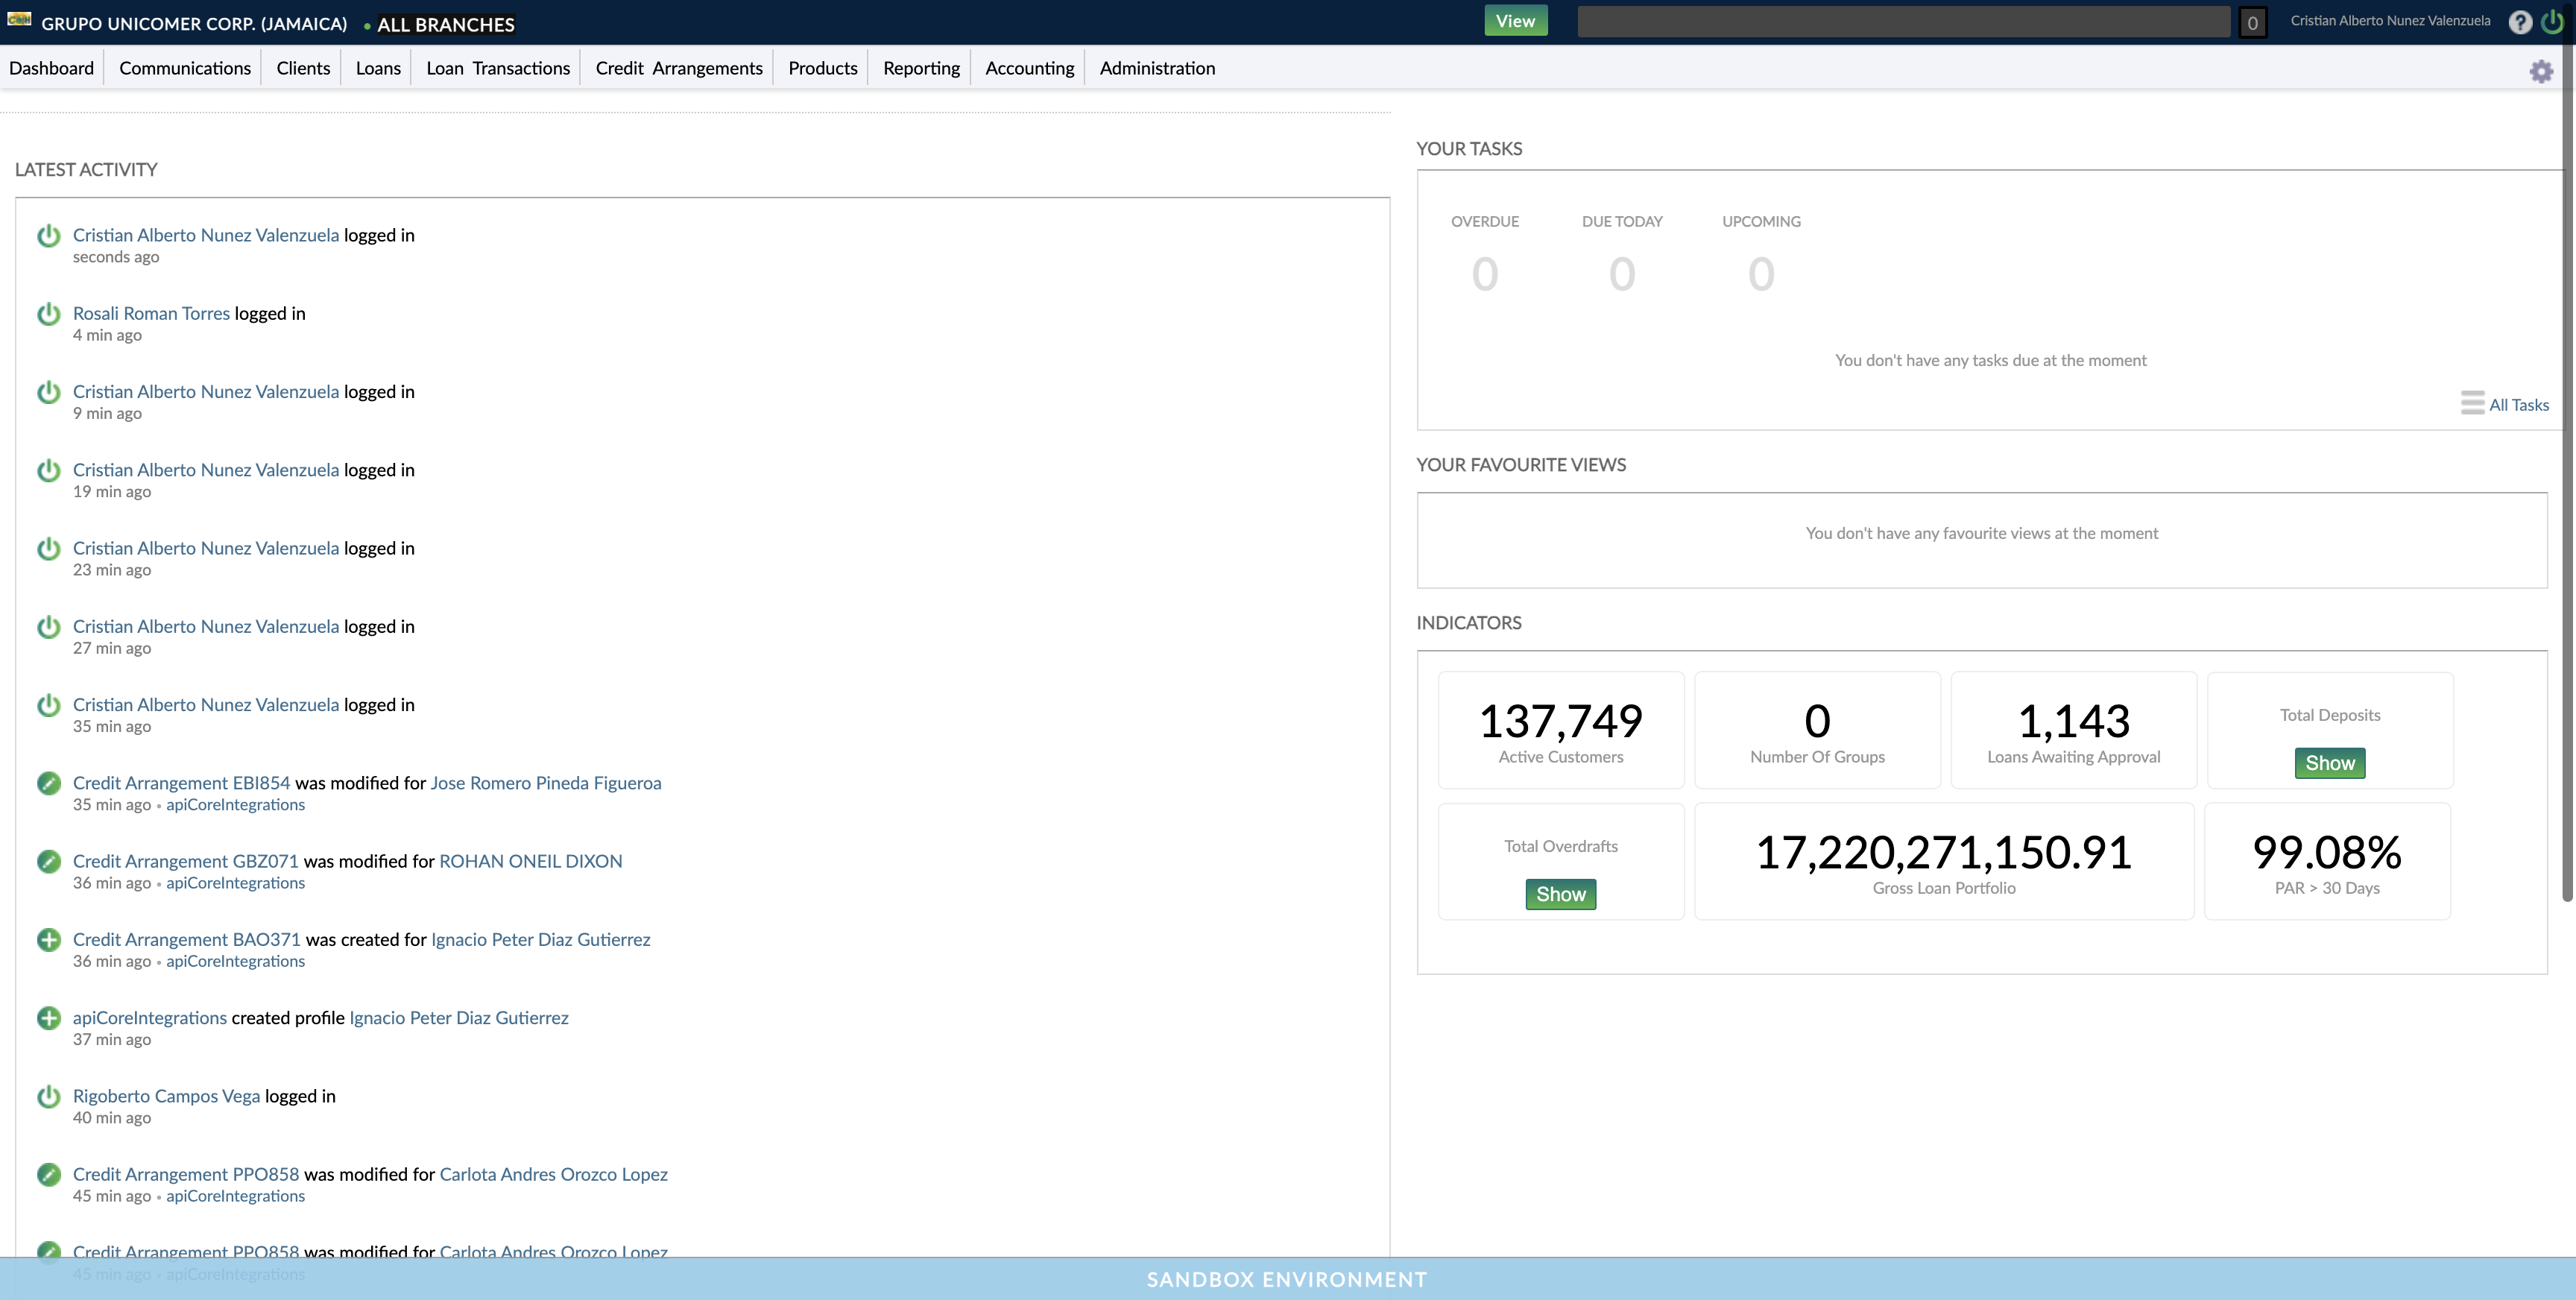 GRUPO UNICOMER CORP. (JAMAICA) • ALL BRANCHES
View
0
Cristian Alberto Nunez Valenzuela
?
Dashboard
Communications
Clients
Loans
Loan Transactions
Credit Arrangements
Products
Reporting
Accounting
Administration
LATEST ACTIVITY
Cristian Alberto Nunez Valenzuela logged in
seconds ago
Rosali Roman Torres logged in
4 min ago
Cristian Alberto Nunez Valenzuela logged in
9 min ago
Cristian Alberto Nunez Valenzuela logged in
19 min ago
Cristian Alberto Nunez Valenzuela logged in
23 min ago
Cristian Alberto Nunez Valenzuela logged in
27 min ago
Cristian Alberto Nunez Valenzuela logged in
35 min ago
Credit Arrangement EBI854 was modified for Jose Romero Pineda Figueroa
35 min ago • apiCoreIntegrations
Credit Arrangement GBZ071 was modified for ROHAN ONEIL DIXON
36 min ago • apiCoreIntegrations
Credit Arrangement BAO371 was created for Ignacio Peter Diaz Gutierrez
36 min ago • apiCoreIntegrations
apiCoreIntegrations created profile Ignacio Peter Diaz Gutierrez
37 min ago
Rigoberto Campos Vega logged in
40 min ago
Credit Arrangement PPO858 was modified for Carlota Andres Orozco Lopez
45 min ago • apiCoreIntegrations
Credit Arrangement PPO858 was modified for Carlota Andres Orozco Lopez
45 min ago • apiCoreIntegrations
YOUR TASKS
OVERDUE
DUE TODAY
UPCOMING
0
0
0
You don't have any tasks due at the moment
All Tasks
YOUR FAVOURITE VIEWS
You don't have any favourite views at the moment
INDICATORS
137,749
Active Customers
0
Number Of Groups
1,143
Loans Awaiting Approval
Total Deposits
Show
Total Overdrafts
Show
17,220,271,150.91
Gross Loan Portfolio
99.08%
PAR > 30 Days
SANDBOX ENVIRONMENT